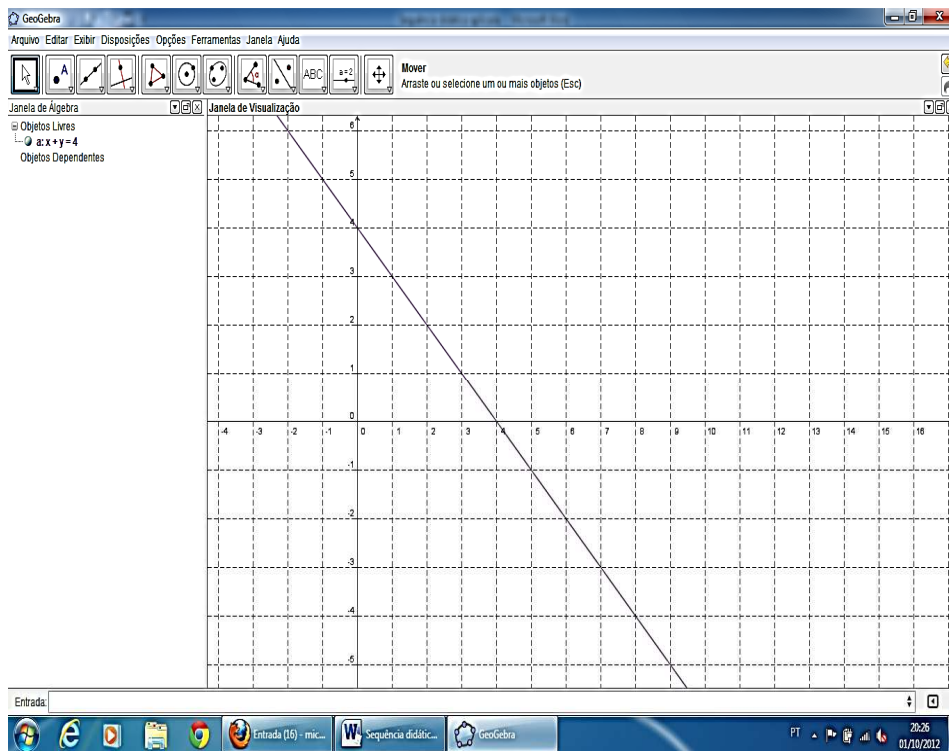 GeoGebra
Arquivo Editar Exibir Disposições Opções Ferramentas Janela Ajuda
A
α
ABC
a=2
Mover
Arraste ou selecione um ou mais objetos (Esc)
Janela de Álgebra
Janela de Visualização
Objetos Livres
a: x + y = 4
Objetos Dependentes
6
5
4
3
2
1
0
-4 -3 -2 -1 0 1 2 3 4 5 6 7 8 9 10 11 12 13 14 15 16
-1
-2
-3
-4
-5
Entrada:
Entrada (16) - mic...
W Sequência didátic...
GeoGebra
PT
20:26
01/10/2012